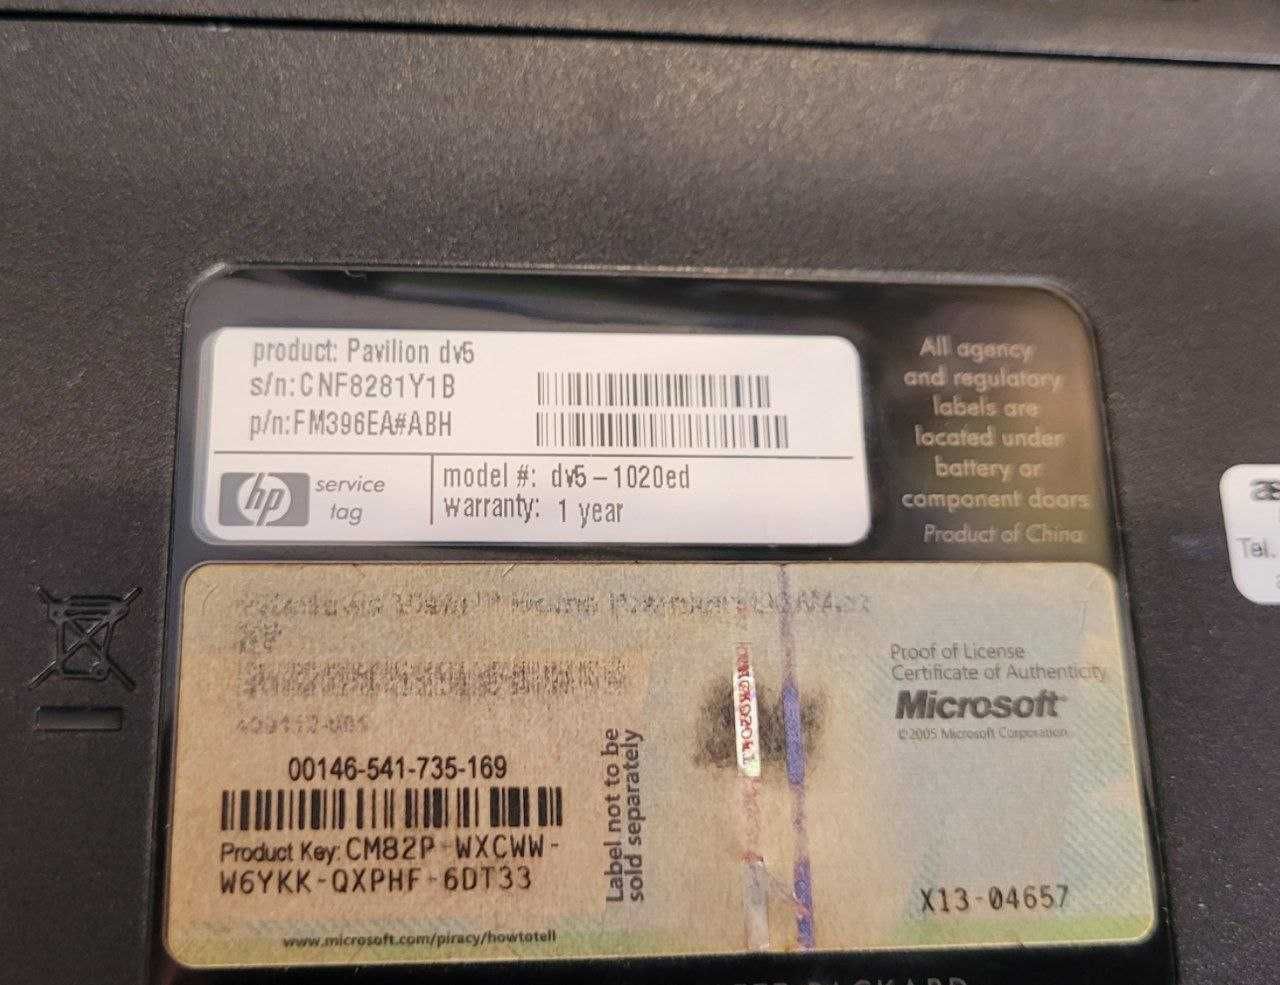 product: Pavilion dv5
s/n:CNF8281Y1B
p/n:FM396EA#ABH
hp service tag
model #: dv5-1020ed
warranty: 1 year
All agency
and regulatory
labels are
located under
battery or
component doors
Product of China
Tel.
Proof of License
Certificate of Authenticity
Microsoft
©2005 Microsoft Corporation
00146-541-735-169
Product Key: CM82P-WXCWW-
W6YKK-QXPHF-6DT33
Label not to be
sold separately
X13-04657
www.microsoft.com/piracy/howtotell